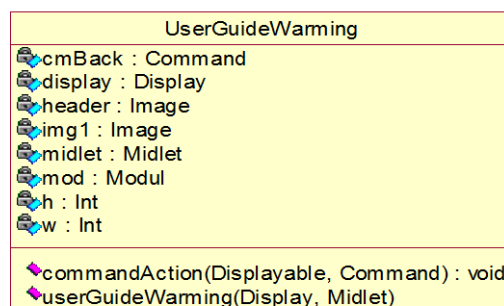 UserGuideWarming
cmBack : Command
display : Display
header : Image
img1 : Image
midlet : Midlet
mod : Modul
h : Int
w : Int
commandAction(Displayable, Command) : void
userGuideWarming(Display, Midlet)